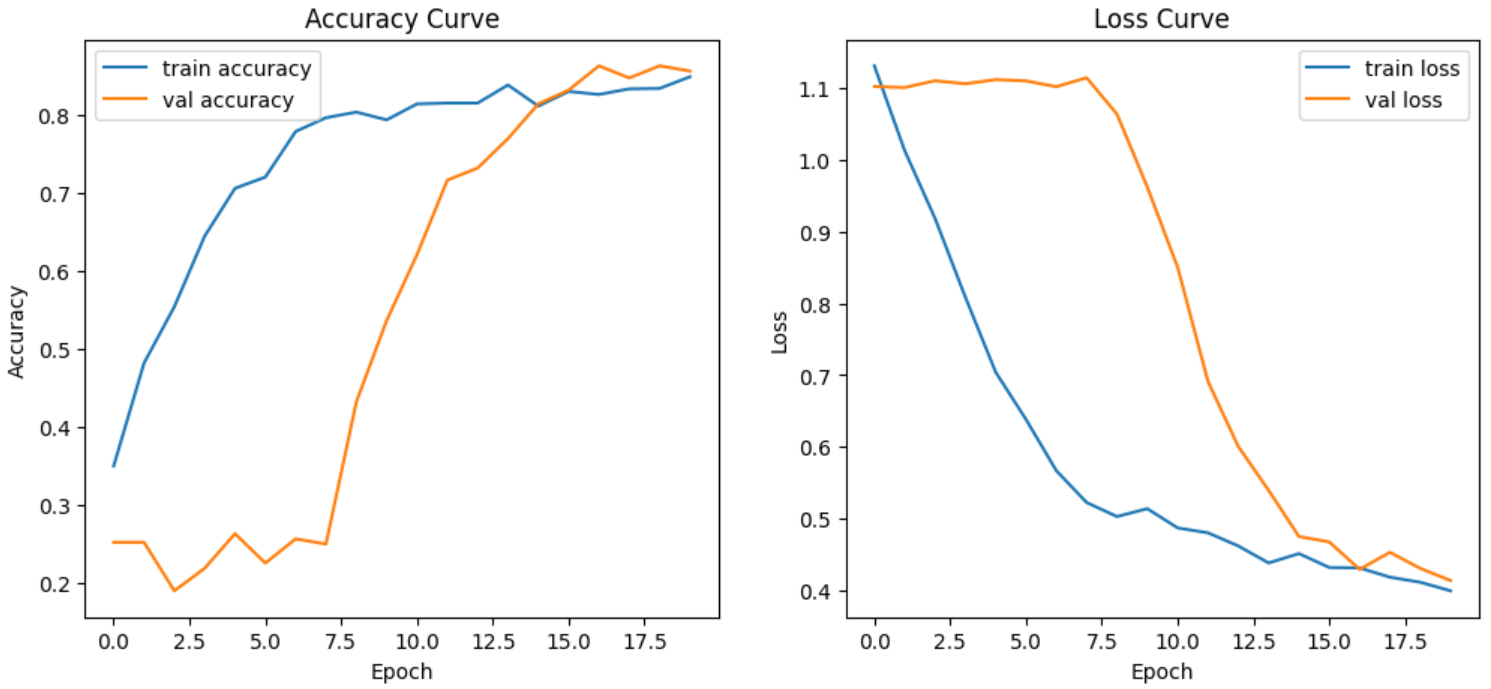 Accuracy Curve
train accuracy
val accuracy
0.8
0.7
0.6
0.5
0.4
0.3
0.2
Accuracy
0.0 2.5 5.0 7.5 10.0 12.5 15.0 17.5
Epoch
Loss Curve
train loss
val loss
1.1
1.0
0.9
0.8
0.7
0.6
0.5
0.4
Loss
0.0 2.5 5.0 7.5 10.0 12.5 15.0 17.5
Epoch